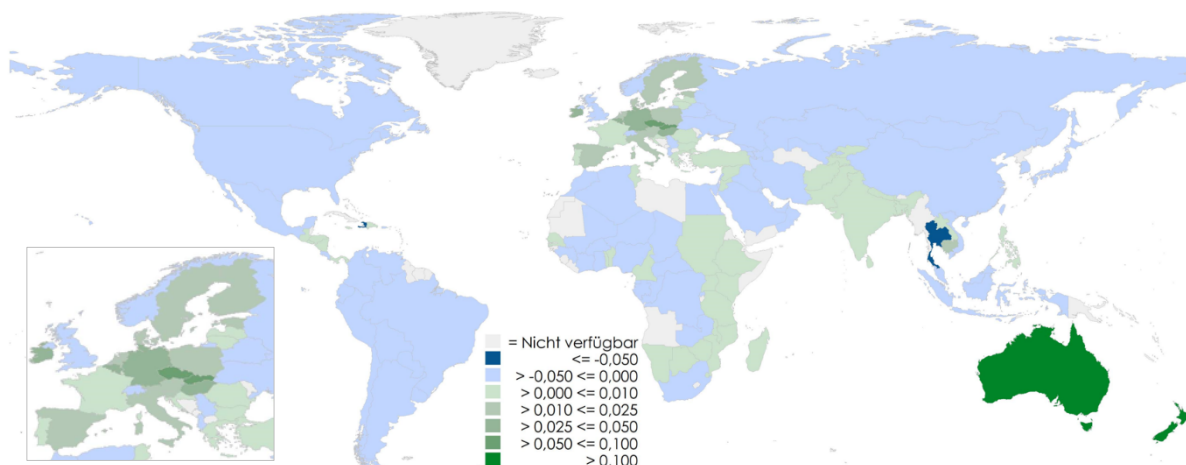 = Nicht verfügbar
<= -0,050
> -0,050 <= 0,000
> 0,000 <= 0,010
> 0,010 <= 0,025
> 0,025 <= 0,050
> 0,050 <= 0,100
> 0,100